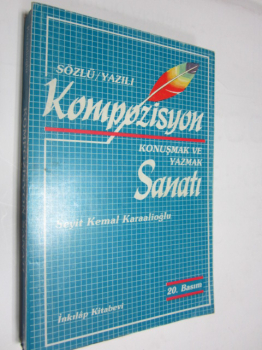 SÖZLÜ/YAZILI
Kompozisyon
KONUŞMAK VE
YAZMAK
Sanatı
Seyit Kemal Karaalioğlu
20. Basım
İnkılâp Kitabevi